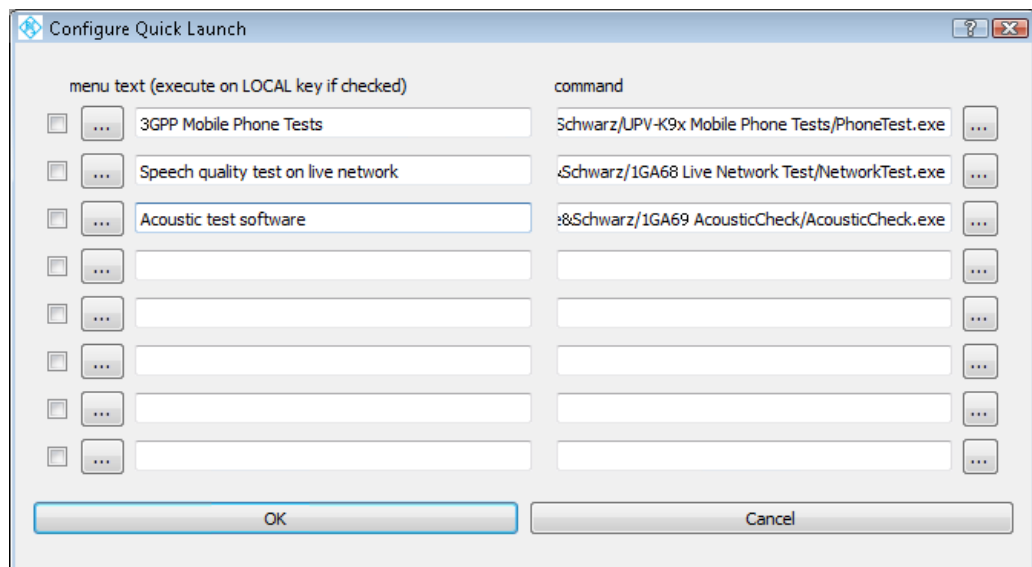 Configure Quick Launch
menu text (execute on LOCAL key if checked) command
... 3GPP Mobile Phone Tests Schwarz/UPV-K9x Mobile Phone Tests/PhoneTest.exe ...
... Speech quality test on live network &Schwarz/1GA68 Live Network Test/NetworkTest.exe ...
... Acoustic test software e&Schwarz/1GA69 AcousticCheck/AcousticCheck.exe ...
... ...
... ...
... ...
... ...
... ...
OK Cancel